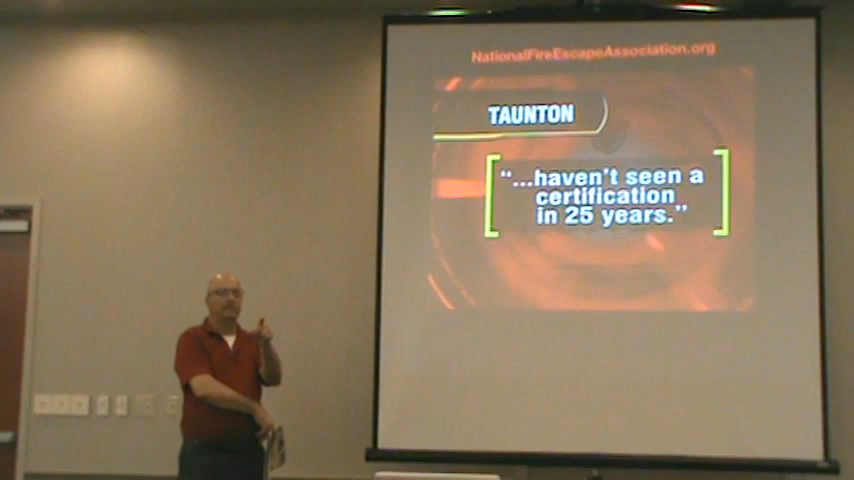 NationalFireEscapeAssociation.org
TAUNTON
“...haven't seen a
certification
in 25 years.”